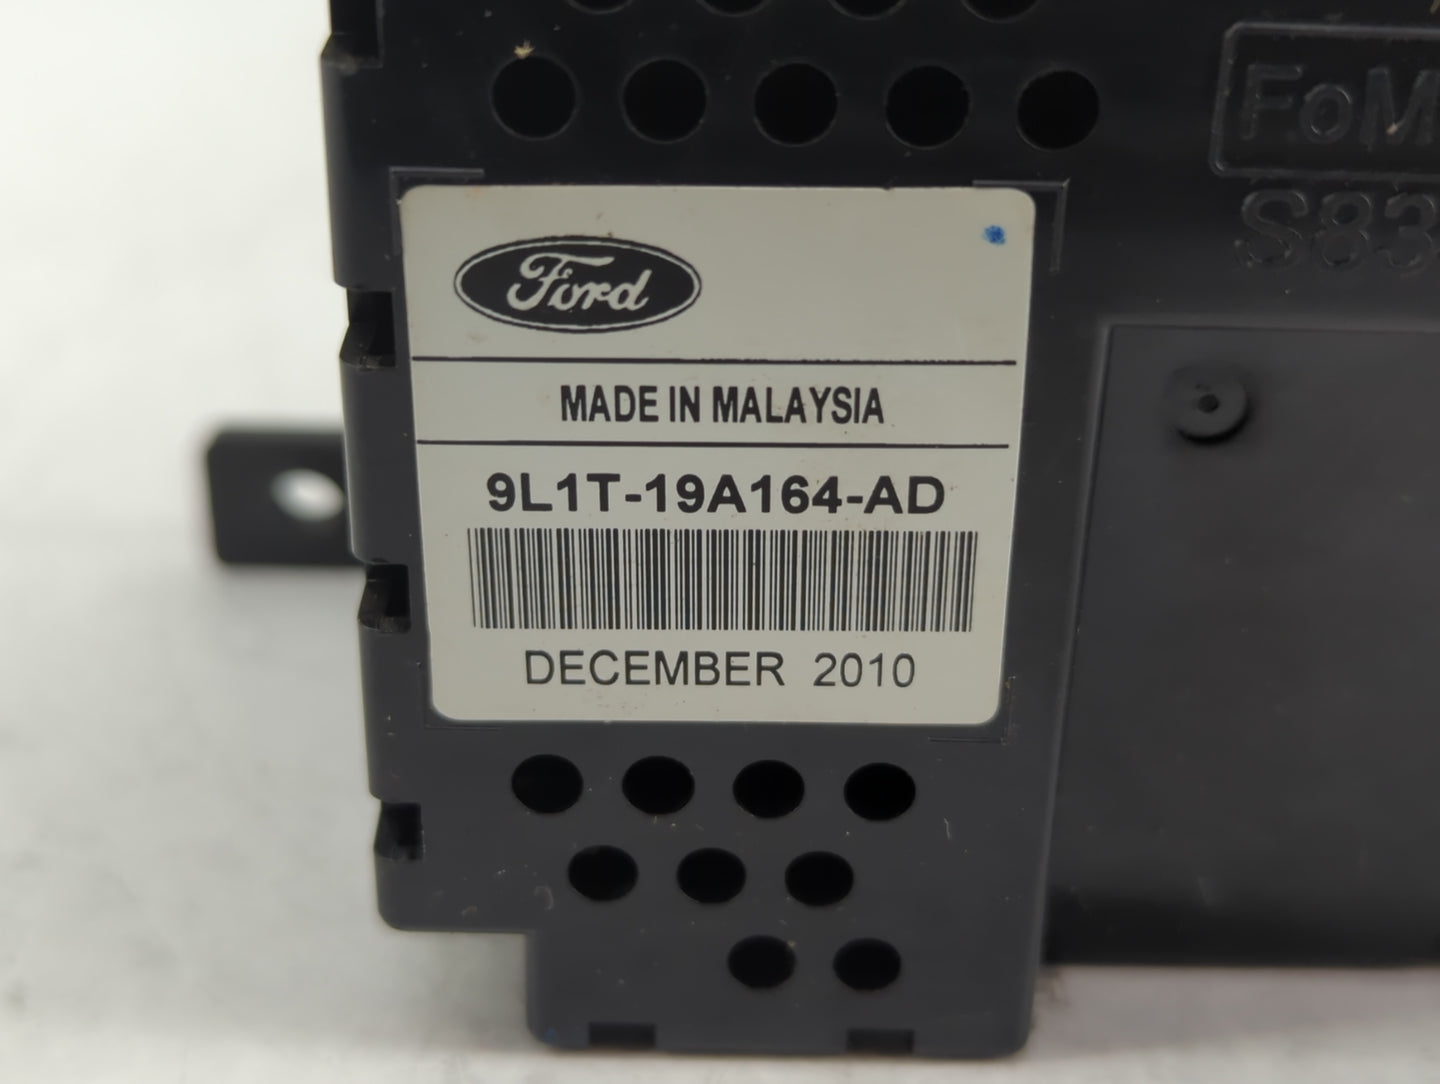 FoM
S83
Ford
MADE IN MALAYSIA
9L1T-19A164-AD
DECEMBER 2010